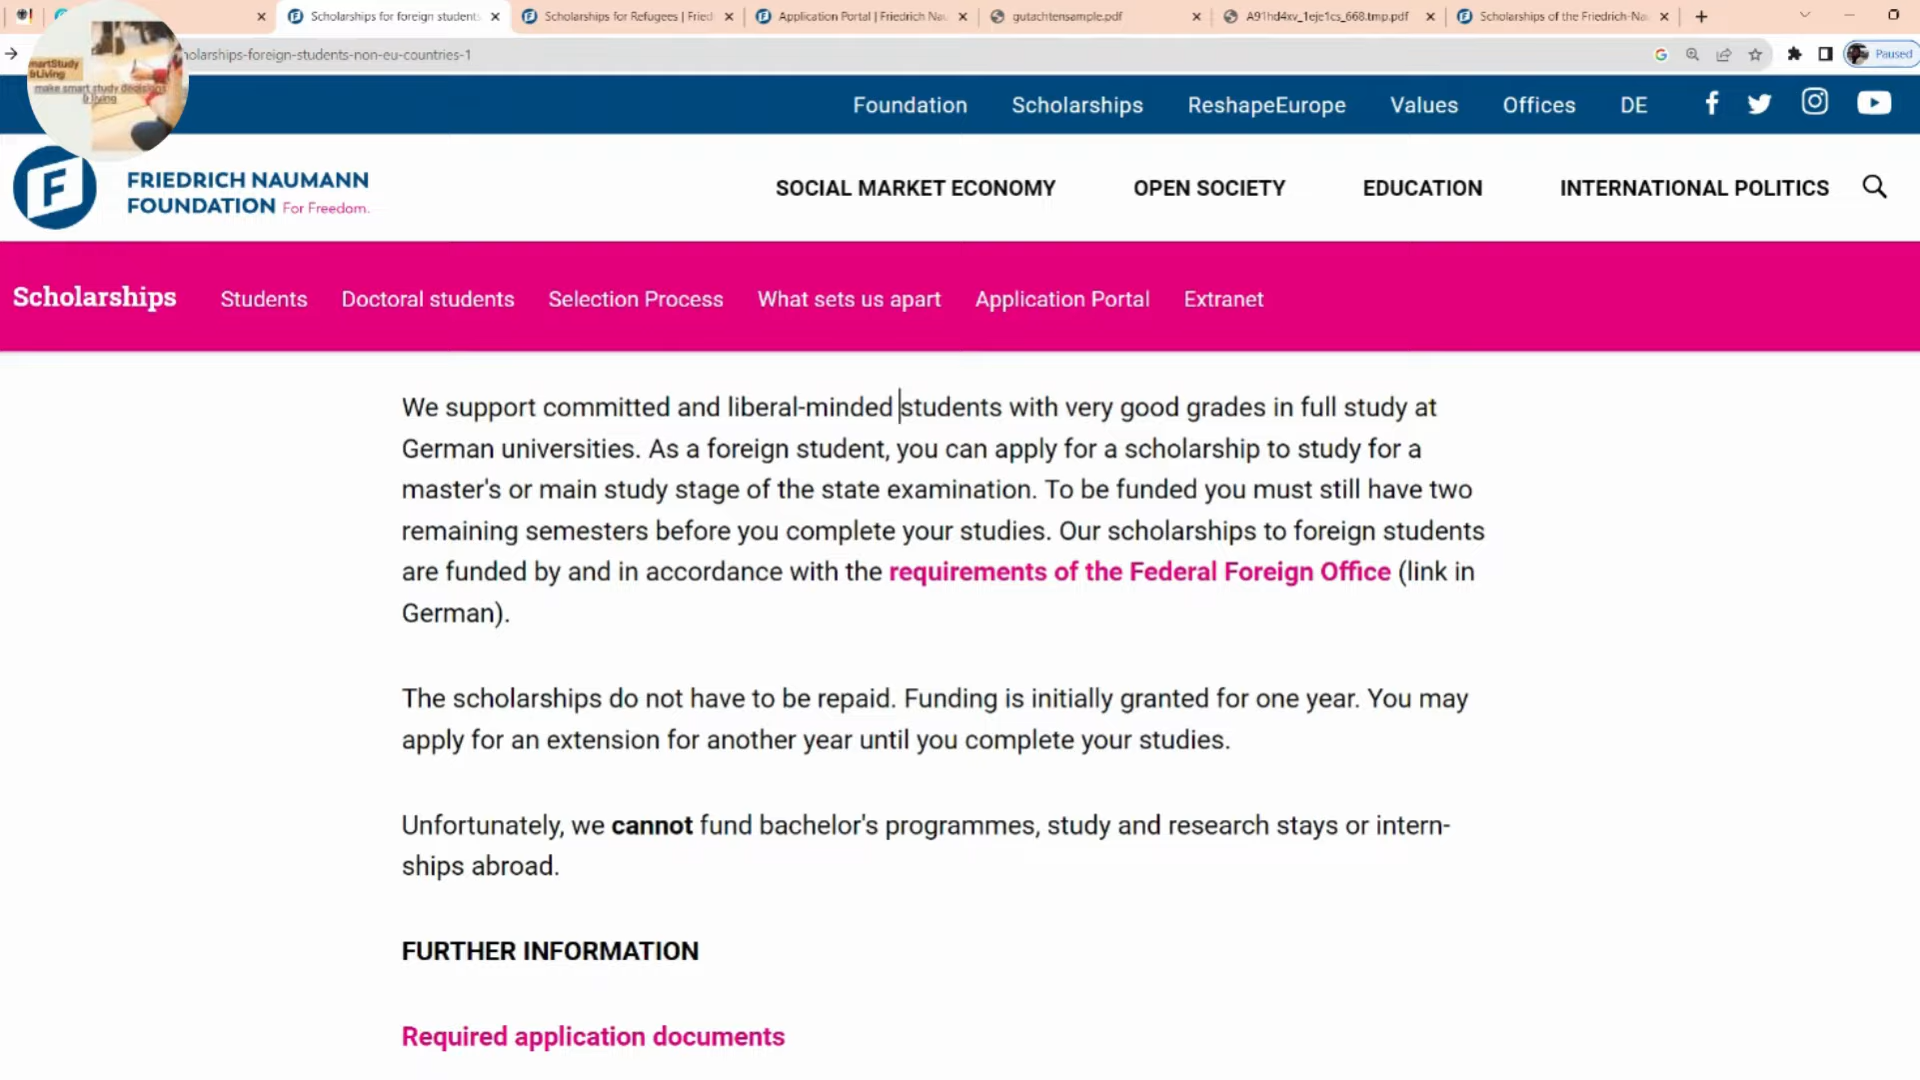 Scholarships for foreign students
Scholarships for Refugees | Fried
Application Portal | Friedrich Nau
gutachtensample.pdf
A91hd4xv_1eje1cs_668.tmp.pdf
Scholarships of the Friedrich-Na
holarships-foreign-students-non-eu-countries-1
Paused
martStudy
&Living
make smart study decisions
& living
Foundation
Scholarships
ReshapeEurope
Values
Offices
DE
FRIEDRICH NAUMANN
FOUNDATION For Freedom.
SOCIAL MARKET ECONOMY
OPEN SOCIETY
EDUCATION
INTERNATIONAL POLITICS
Scholarships
Students
Doctoral students
Selection Process
What sets us apart
Application Portal
Extranet
We support committed and liberal-minded students with very good grades in full study at
German universities. As a foreign student, you can apply for a scholarship to study for a
master's or main study stage of the state examination. To be funded you must still have two
remaining semesters before you complete your studies. Our scholarships to foreign students
are funded by and in accordance with the requirements of the Federal Foreign Office (link in
German).
The scholarships do not have to be repaid. Funding is initially granted for one year. You may
apply for an extension for another year until you complete your studies.
Unfortunately, we cannot fund bachelor's programmes, study and research stays or intern-
ships abroad.
FURTHER INFORMATION
Required application documents